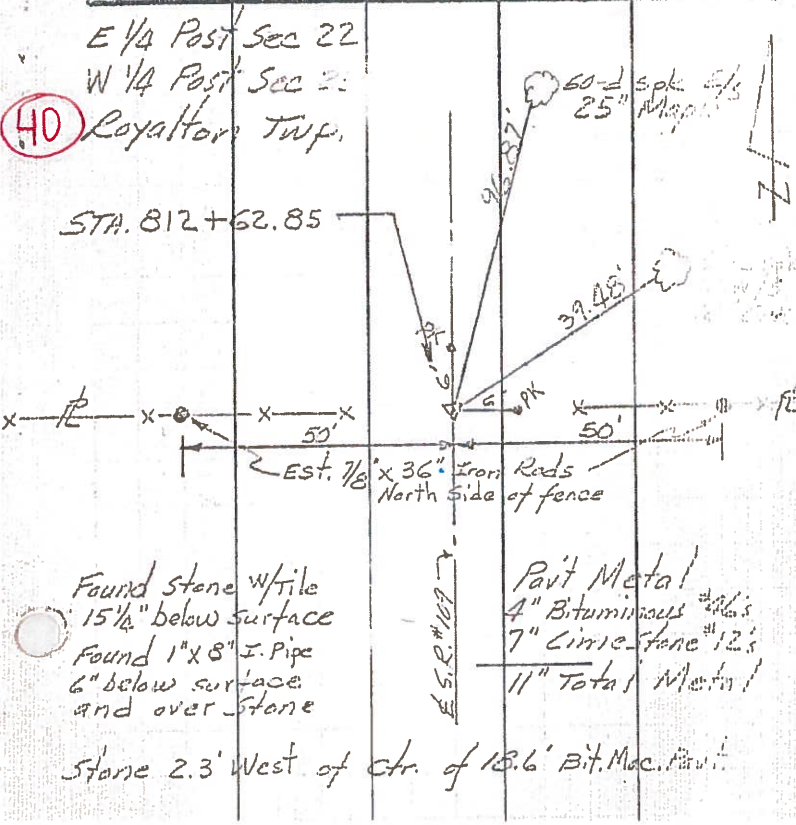 E 1/4 Post Sec 22
W 1/4 Post Sec
40
Royalton Twp.
60-d spk E/s
25" Maple
N
96.87'
STA. 812+62.85
39.48'
PK
6'
PK
x x x x x x x
℄
50'
50'
Est. 7/8" x 36" Iron Rods
North Side of fence
℄ S.R. #109
Found Stone W/Tile
15 1/4" below surface
Found 1" X 8" I. Pipe
6" below surface
and over Stone
Pav't Metal
4" Bituminous #46's
7" Limestone #12's
11" Total Metal
Stone 2.3' West of Ctr. of 18.6' Bit. Mac. Pav't